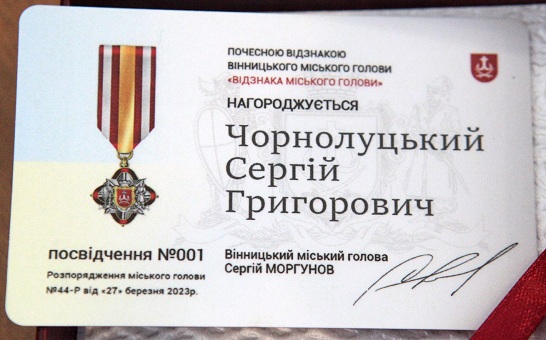 ПОЧЕСНОЮ ВІДЗНАКОЮ
ВІННИЦЬКОГО МІСЬКОГО ГОЛОВИ
«ВІДЗНАКА МІСЬКОГО ГОЛОВИ»
НАГОРОДЖУЄТЬСЯ
Чорнолуцький
Сергій
Григорович
посвідчення №001
Розпорядження міського голови
№44-Р від «27» березня 2023р.
Вінницький міський голова
Сергій МОРГУНОВ